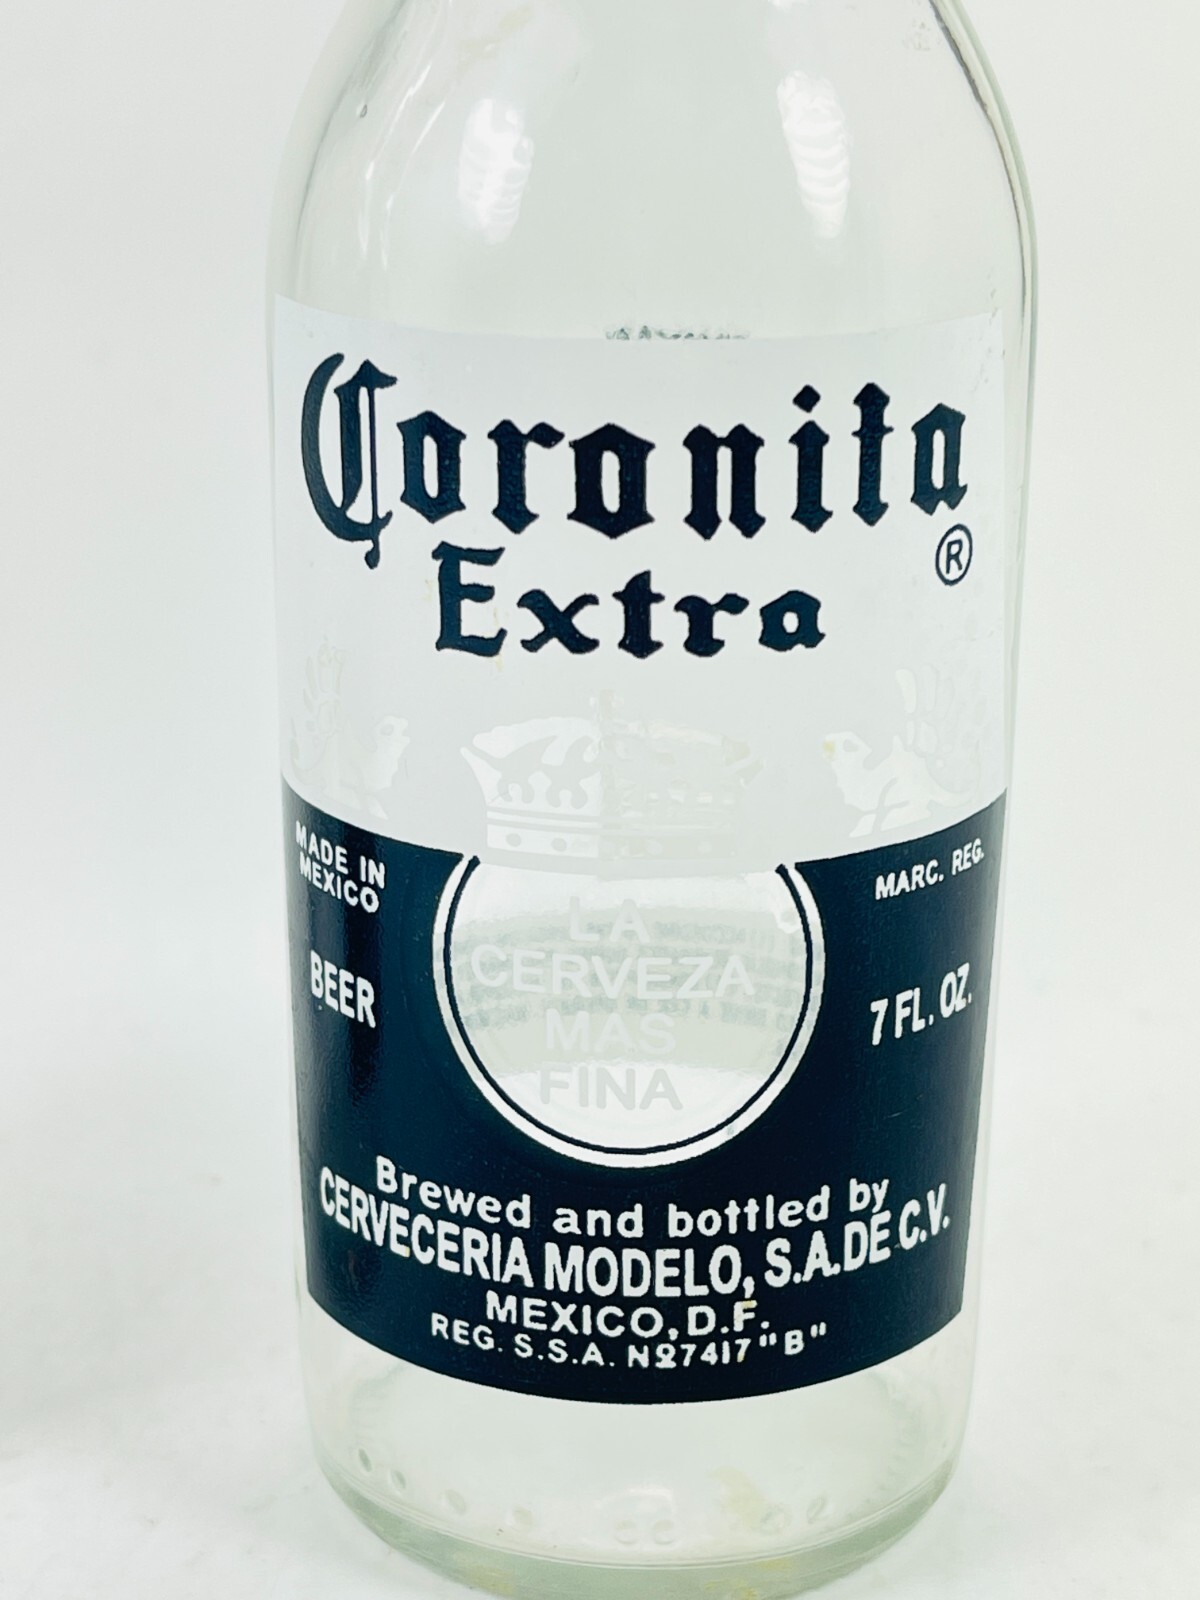 Coronita
Extra
®
MADE IN
MEXICO
MARC. REG.
BEER
7 FL. OZ.
LA
CERVEZA
MAS
FINA
Brewed and bottled by
CERVECERIA MODELO, S.A.DE C.V.
MEXICO, D.F.
REG. S.S.A. Nº27417 "B"